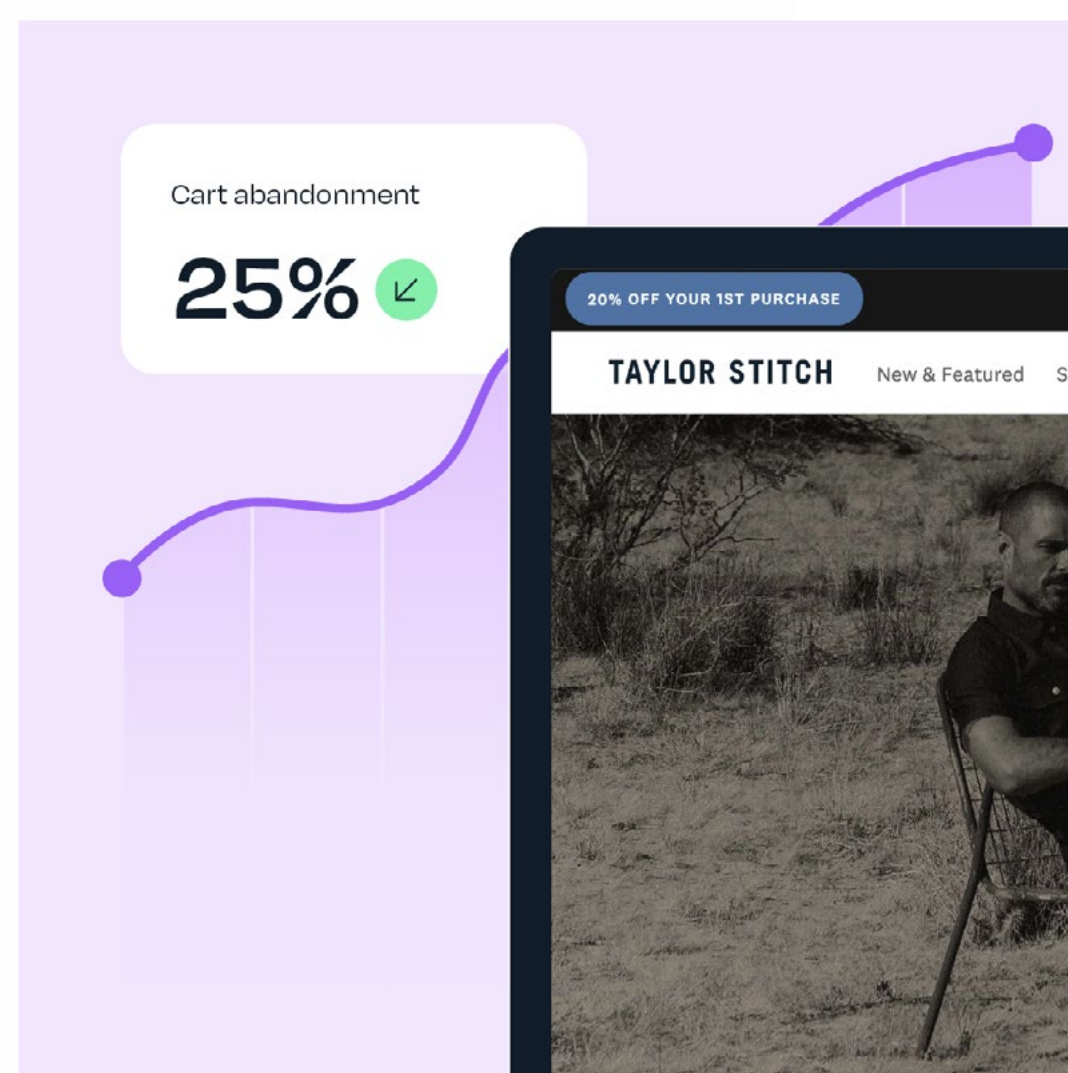 Cart abandonment
25%
20% OFF YOUR 1ST PURCHASE
TAYLOR STITCH New & Featured S